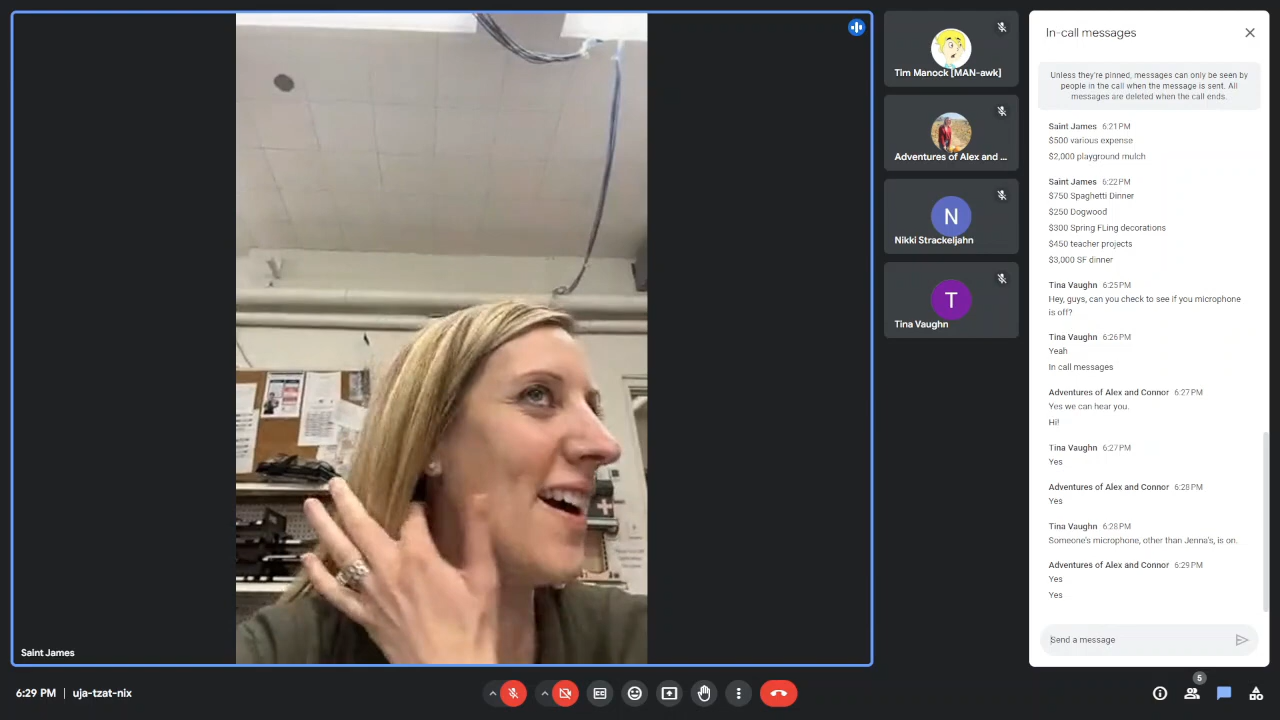 In-call messages
Unless they're pinned, messages can only be seen by
people in the call when the message is sent. All
messages are deleted when the call ends.
Saint James 6:21 PM
$500 various expense
$2,000 playground mulch
Saint James 6:22 PM
$750 Spaghetti Dinner
$250 Dogwood
$300 Spring FLing decorations
$450 teacher projects
$3,000 SF dinner
Tina Vaughn 6:25 PM
Hey, guys, can you check to see if you microphone
is off?
Tina Vaughn 6:26 PM
Yeah
In call messages
Adventures of Alex and Connor 6:27 PM
Yes we can hear you.
Hi!
Tina Vaughn 6:27 PM
Yes
Adventures of Alex and Connor 6:28 PM
Yes
Tina Vaughn 6:28 PM
Someone's microphone, other than Jenna's, is on.
Adventures of Alex and Connor 6:29 PM
Yes
Yes
Send a message
Tim Manock [MAN-awk]
Adventures of Alex and ...
N
Nikki Strackeljahn
T
Tina Vaughn
Saint James
6:29 PM | uja-tzat-nix
CC
5